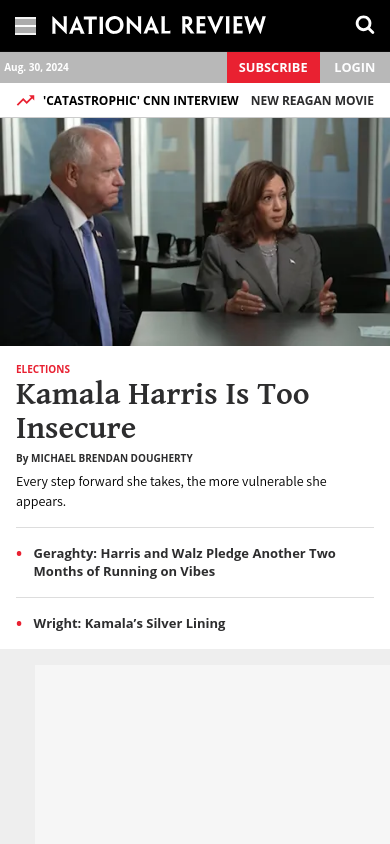 NATIONAL REVIEW
Aug. 30, 2024
SUBSCRIBE
LOGIN
'CATASTROPHIC' CNN INTERVIEW
NEW REAGAN MOVIE
ELECTIONS
Kamala Harris Is Too
Insecure
By MICHAEL BRENDAN DOUGHERTY
Every step forward she takes, the more vulnerable she
appears.
Geraghty: Harris and Walz Pledge Another Two
Months of Running on Vibes
Wright: Kamala’s Silver Lining